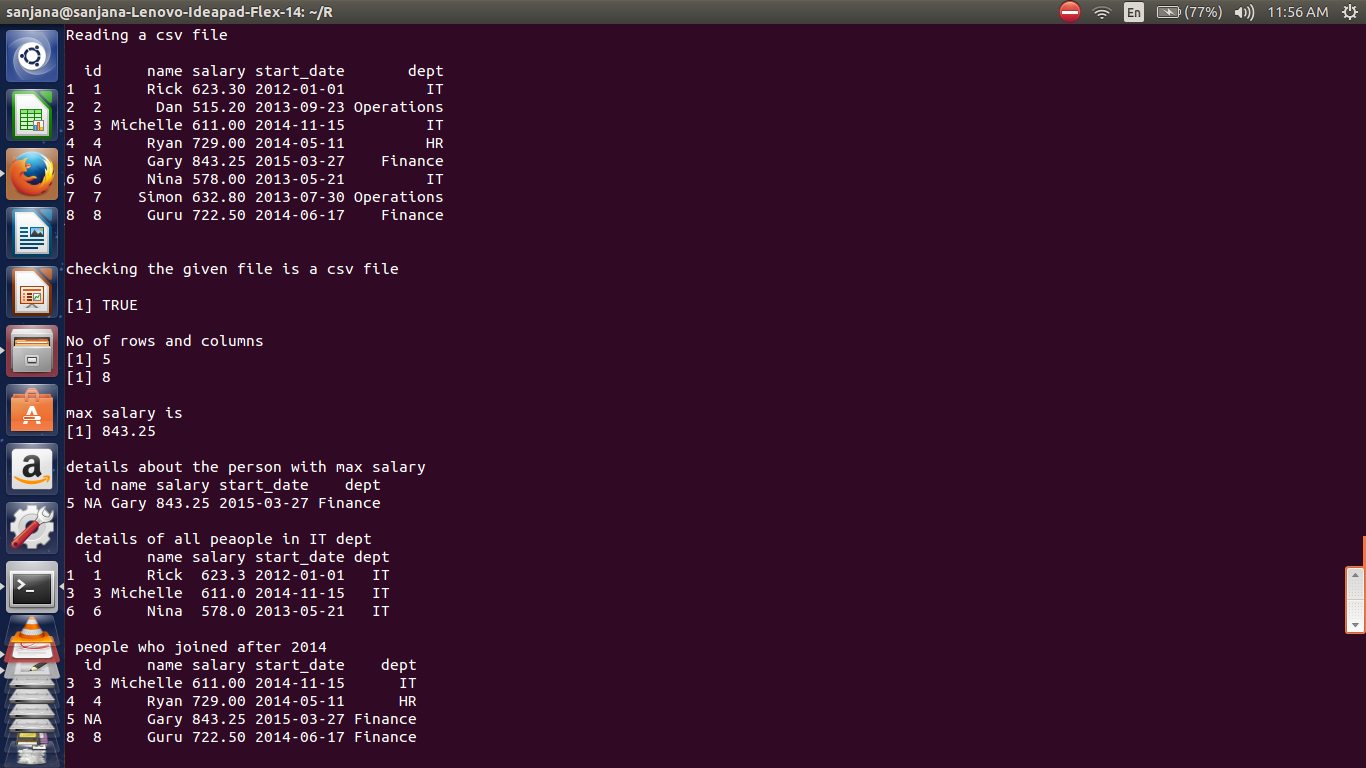 sanjana@sanjana-Lenovo-Ideapad-Flex-14: ~/R
En (77%) 11:56 AM
Reading a csv file
  id     name salary start_date       dept
1  1     Rick 623.30 2012-01-01         IT
2  2      Dan 515.20 2013-09-23 Operations
3  3 Michelle 611.00 2014-11-15         IT
4  4     Ryan 729.00 2014-05-11         HR
5 NA     Gary 843.25 2015-03-27    Finance
6  6     Nina 578.00 2013-05-21         IT
7  7    Simon 632.80 2013-07-30 Operations
8  8     Guru 722.50 2014-06-17    Finance
checking the given file is a csv file
[1] TRUE
No of rows and columns
[1] 5
[1] 8
max salary is
[1] 843.25
details about the person with max salary
  id name salary start_date    dept
5 NA Gary 843.25 2015-03-27 Finance
 details of all peaople in IT dept
  id     name salary start_date dept
1  1     Rick  623.3 2012-01-01   IT
3  3 Michelle  611.0 2014-11-15   IT
6  6     Nina  578.0 2013-05-21   IT
 people who joined after 2014
  id     name salary start_date    dept
3  3 Michelle 611.00 2014-11-15      IT
4  4     Ryan 729.00 2014-05-11      HR
5 NA     Gary 843.25 2015-03-27 Finance
8  8     Guru 722.50 2014-06-17 Finance